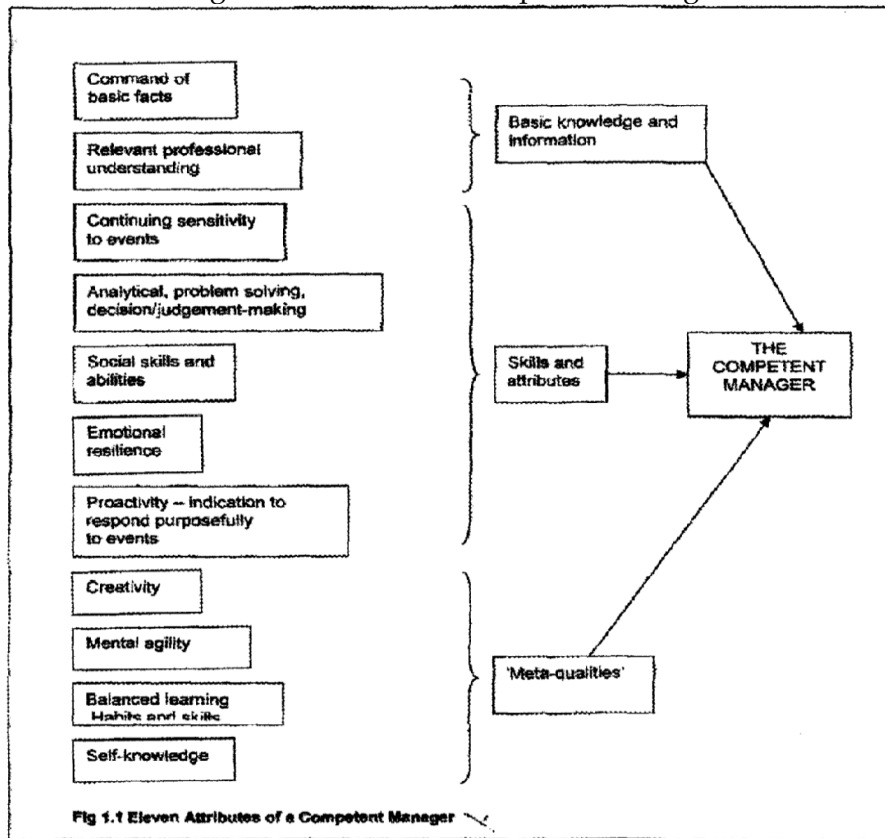 Command of
basic facts
Relevant professional
understanding
Basic knowledge and
information
Continuing sensitivity
to events
Analytical, problem solving,
decision/judgement-making
Social skills and
abilities
Emotional
resilience
Proactivity – indication to
respond purposefully
to events
Skills and
attributes
THE
COMPETENT
MANAGER
Creativity
Mental agility
Balanced learning
Habits and skills
Self-knowledge
'Meta-qualities'
Fig 1.1 Eleven Attributes of a Competent Manager